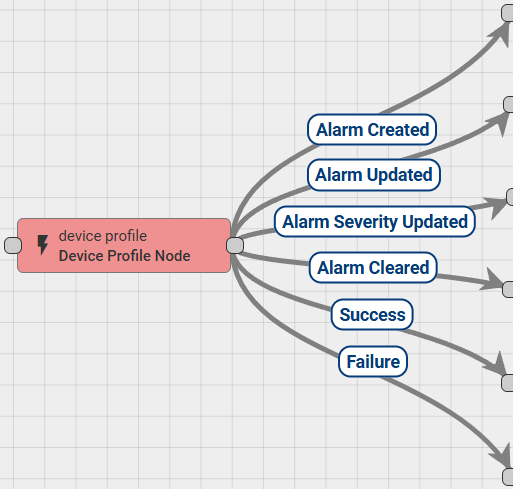 Alarm Created
Alarm Updated
Alarm Severity Updated
device profile
Device Profile Node
Alarm Cleared
Success
Failure